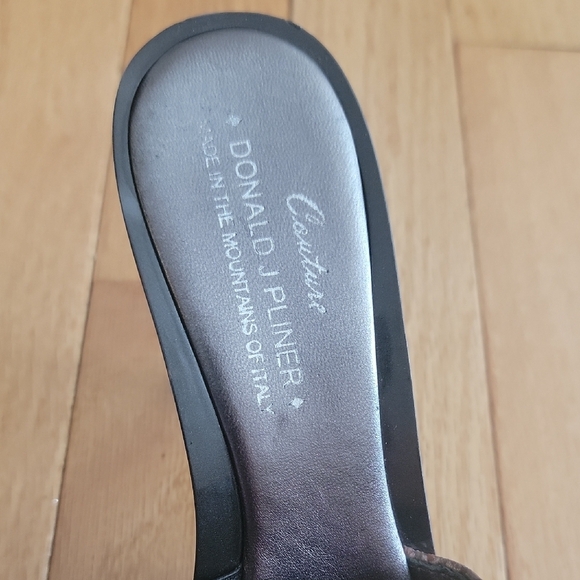 Couture
♦ DONALD J PLINER ♦
MADE IN THE MOUNTAINS OF ITALY